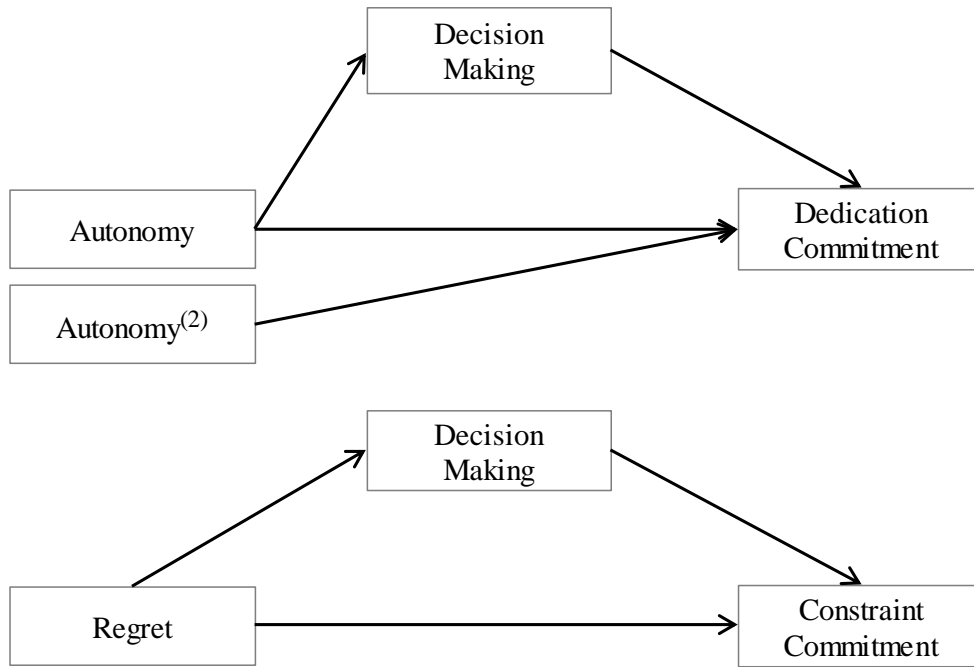 Decision
Making
Autonomy
Dedication
Commitment
Autonomy⁽²⁾
Decision
Making
Regret
Constraint
Commitment